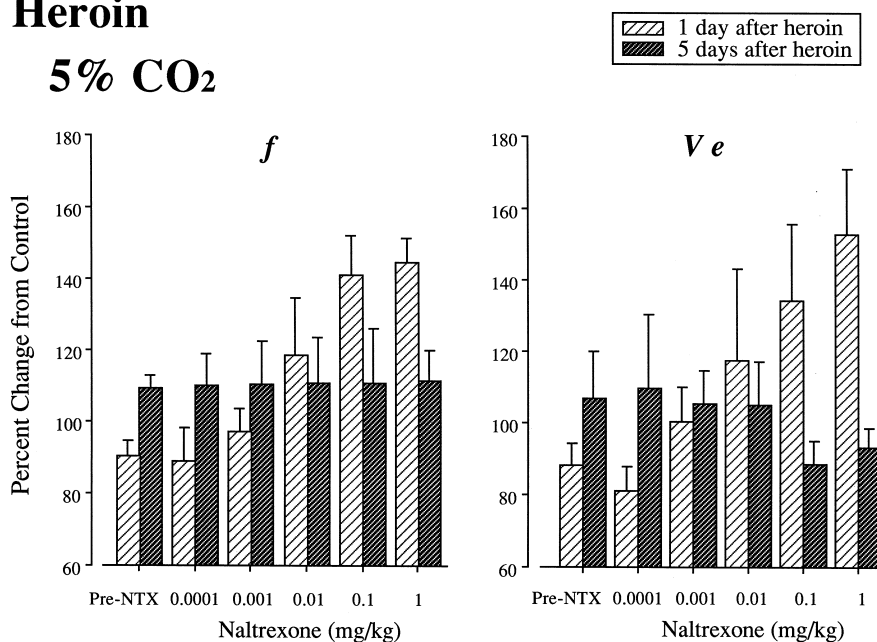 Heroin
5% CO2
1 day after heroin
5 days after heroin
f
V e
Percent Change from Control
180
160
140
120
100
80
60
180
160
140
120
100
80
60
Pre-NTX 0.0001 0.001 0.01 0.1 1
Pre-NTX 0.0001 0.001 0.01 0.1 1
Naltrexone (mg/kg)
Naltrexone (mg/kg)